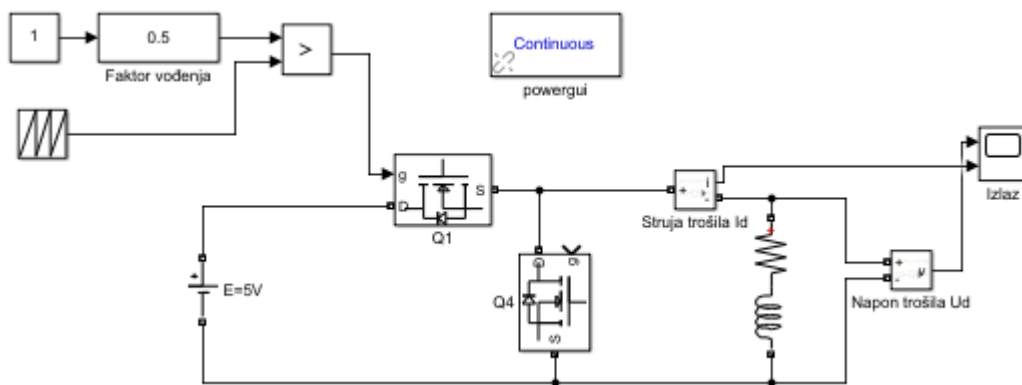 1
0.5
>
Faktor vođenja
Continuous
powergui
g
D
S
Q1
i
+
-
Struja trošila Id
Izlaz
E=5V
+
Q4
D
g
S
+
-
v
Napon trošila Ud